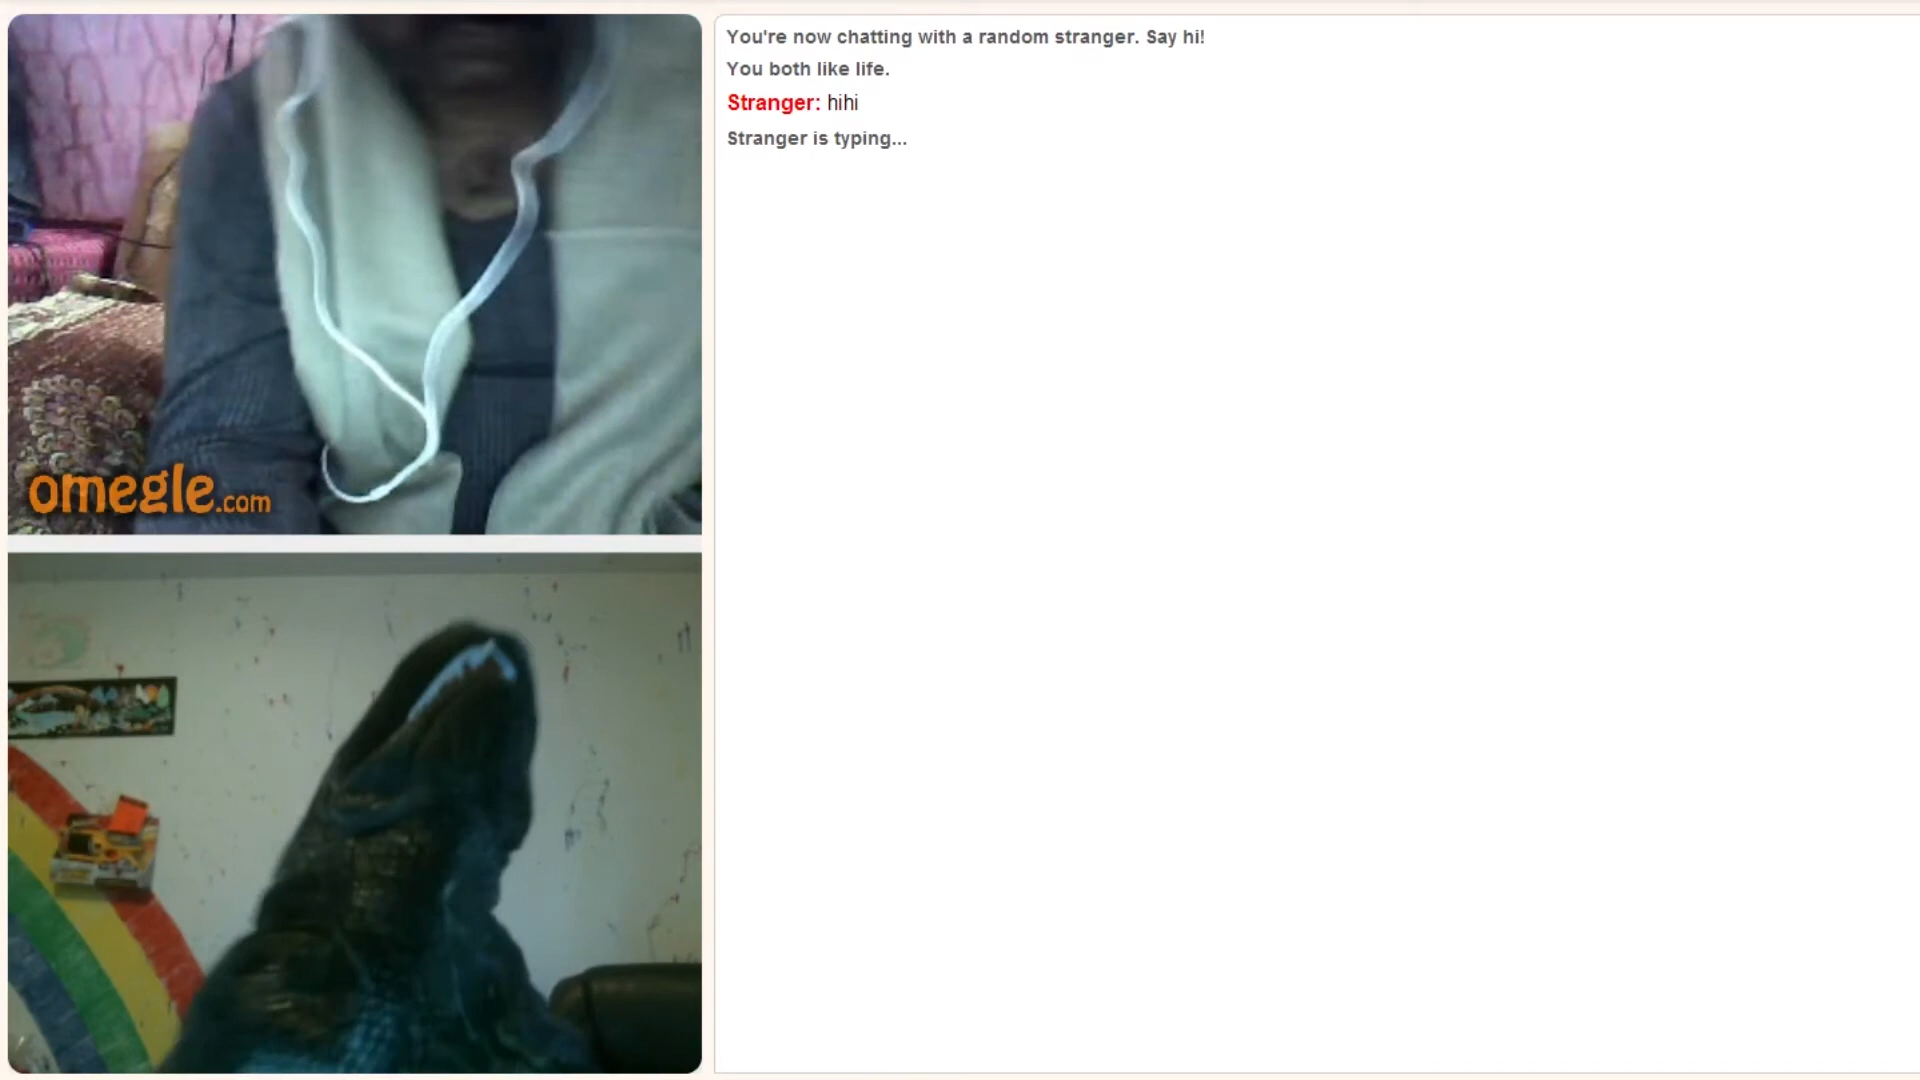 You're now chatting with a random stranger. Say hi!
You both like life.
Stranger: hihi
Stranger is typing...
omegle.com